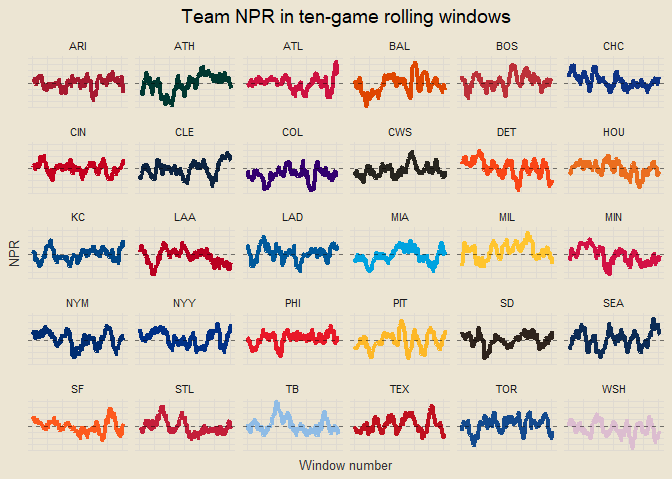 Team NPR in ten-game rolling windows
ARI ATH ATL BAL BOS CHC
CIN CLE COL CWS DET HOU
KC LAA LAD MIA MIL MIN
NPR
NYM NYY PHI PIT SD SEA
SF STL TB TEX TOR WSH
Window number